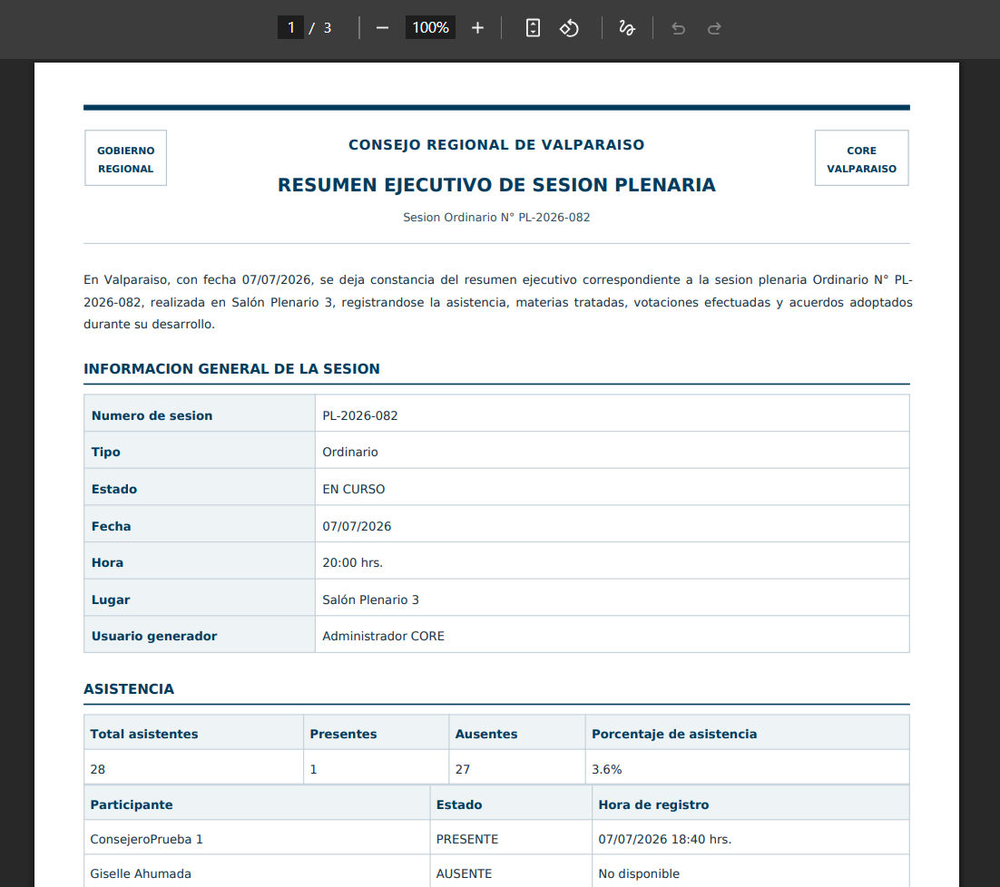 1 / 3
100%
GOBIERNO
REGIONAL
CONSEJO REGIONAL DE VALPARAISO
CORE
VALPARAISO
RESUMEN EJECUTIVO DE SESION PLENARIA
Sesion Ordinario N° PL-2026-082
En Valparaiso, con fecha 07/07/2026, se deja constancia del resumen ejecutivo correspondiente a la sesion plenaria Ordinario N° PL-
2026-082, realizada en Salón Plenario 3, registrandose la asistencia, materias tratadas, votaciones efectuadas y acuerdos adoptados
durante su desarrollo.
INFORMACION GENERAL DE LA SESION
Numero de sesion PL-2026-082
Tipo Ordinario
Estado EN CURSO
Fecha 07/07/2026
Hora 20:00 hrs.
Lugar Salón Plenario 3
Usuario generador Administrador CORE
ASISTENCIA
Total asistentes Presentes Ausentes Porcentaje de asistencia
28 1 27 3.6%
Participante Estado Hora de registro
ConsejeroPrueba 1 PRESENTE 07/07/2026 18:40 hrs.
Giselle Ahumada AUSENTE No disponible